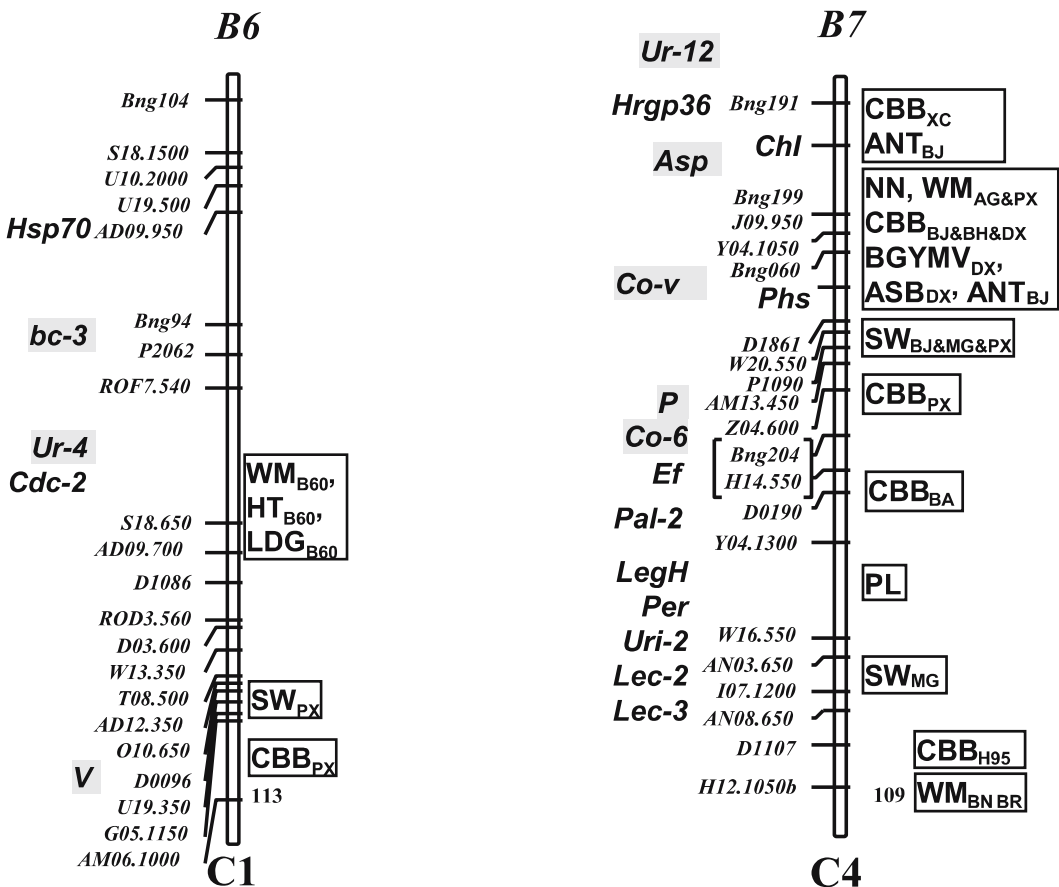 B6
Bng104
S18.1500
U10.2000
U19.500
Hsp70 AD09.950
Bng94
bc-3
P2062
ROF7.540
Ur-4
Cdc-2
WM B60,
HT B60,
LDG B60
S18.650
AD09.700
D1086
ROD3.560
D03.600
W13.350
T08.500
SW PX
AD12.350
O10.650
CBB PX
V
D0096
U19.350
113
G05.1150
AM06.1000
C1
B7
Ur-12
Hrgp36 Bng191
CBB XC
ANT BJ
Chl
Asp
Bng199
J09.950
Y04.1050
Bng060
NN, WM AG&PX
CBB BJ&BH&DX
BGYMV DX,
ASB DX, ANT BJ
Co-v
Phs
D1861
W20.550
P1090
SW BJ&MG&PX
P AM13.450
CBB PX
Z04.600
Co-6
Bng204
Ef
H14.550
CBB BA
Pal-2 D0190
Y04.1300
LegH
PL
Per
Uri-2 W16.550
AN03.650
Lec-2
I07.1200
SW MG
Lec-3 AN08.650
D1107
CBB H95
H12.1050b
109 WM BN BR
C4